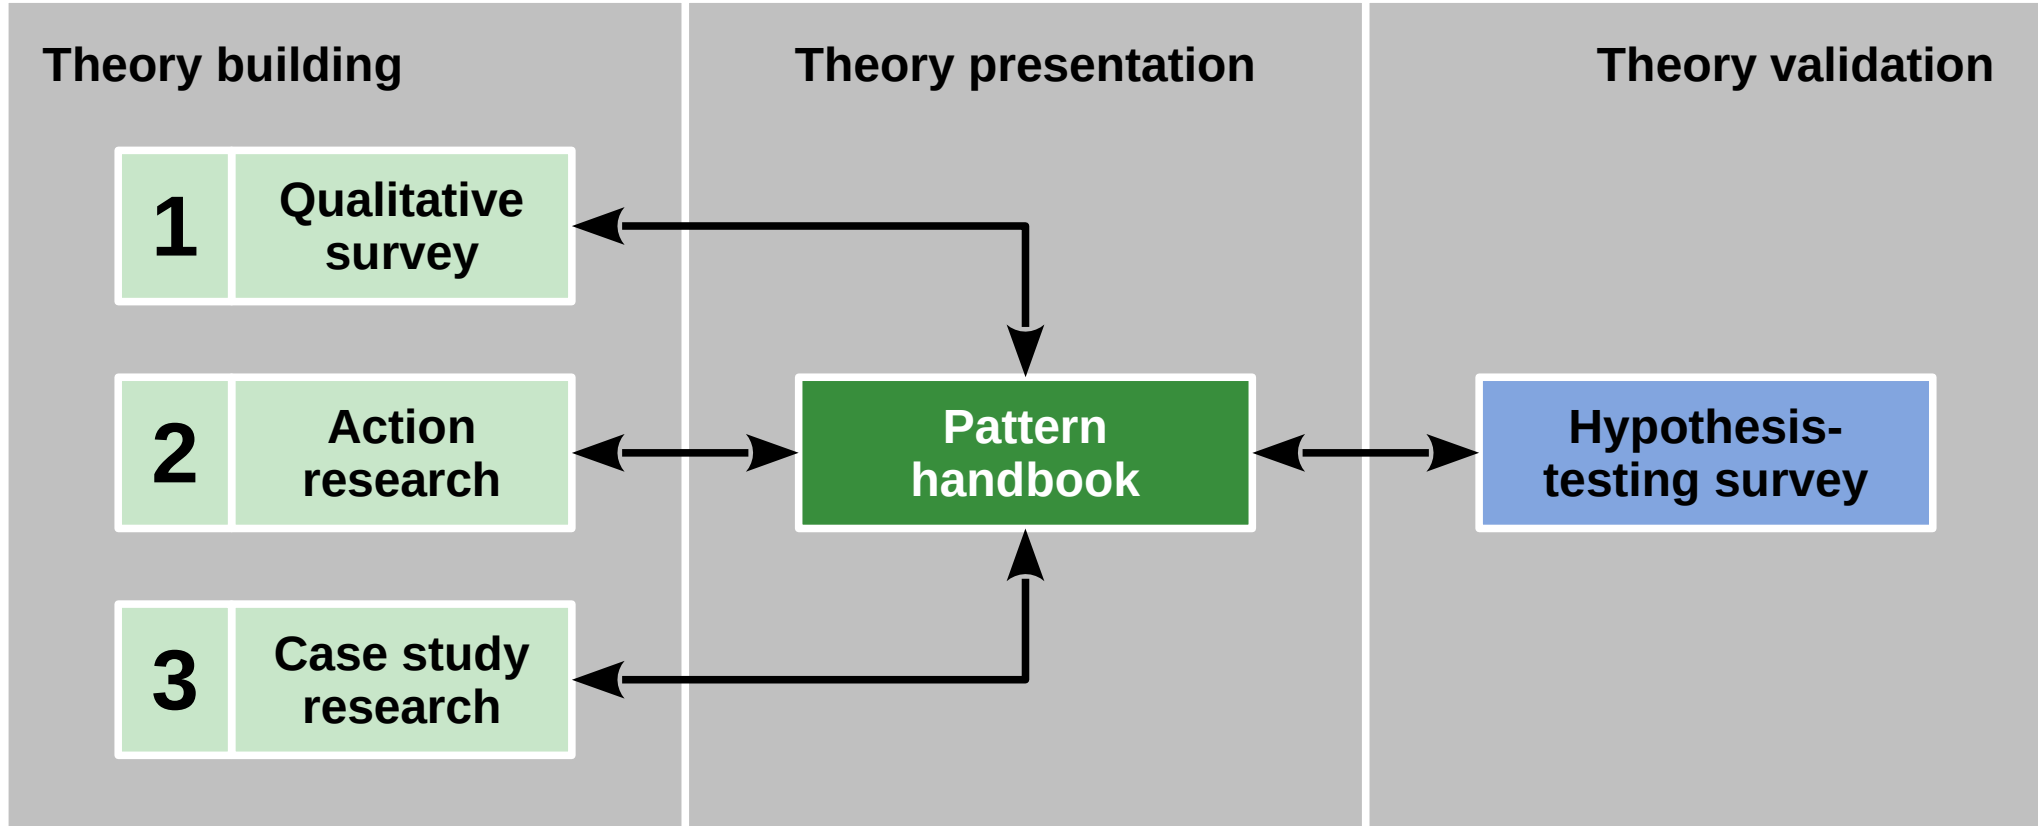 Theory building
Theory presentation
Theory validation
1
Qualitative
survey
2
Action
research
Pattern
handbook
Hypothesis-
testing survey
3
Case study
research